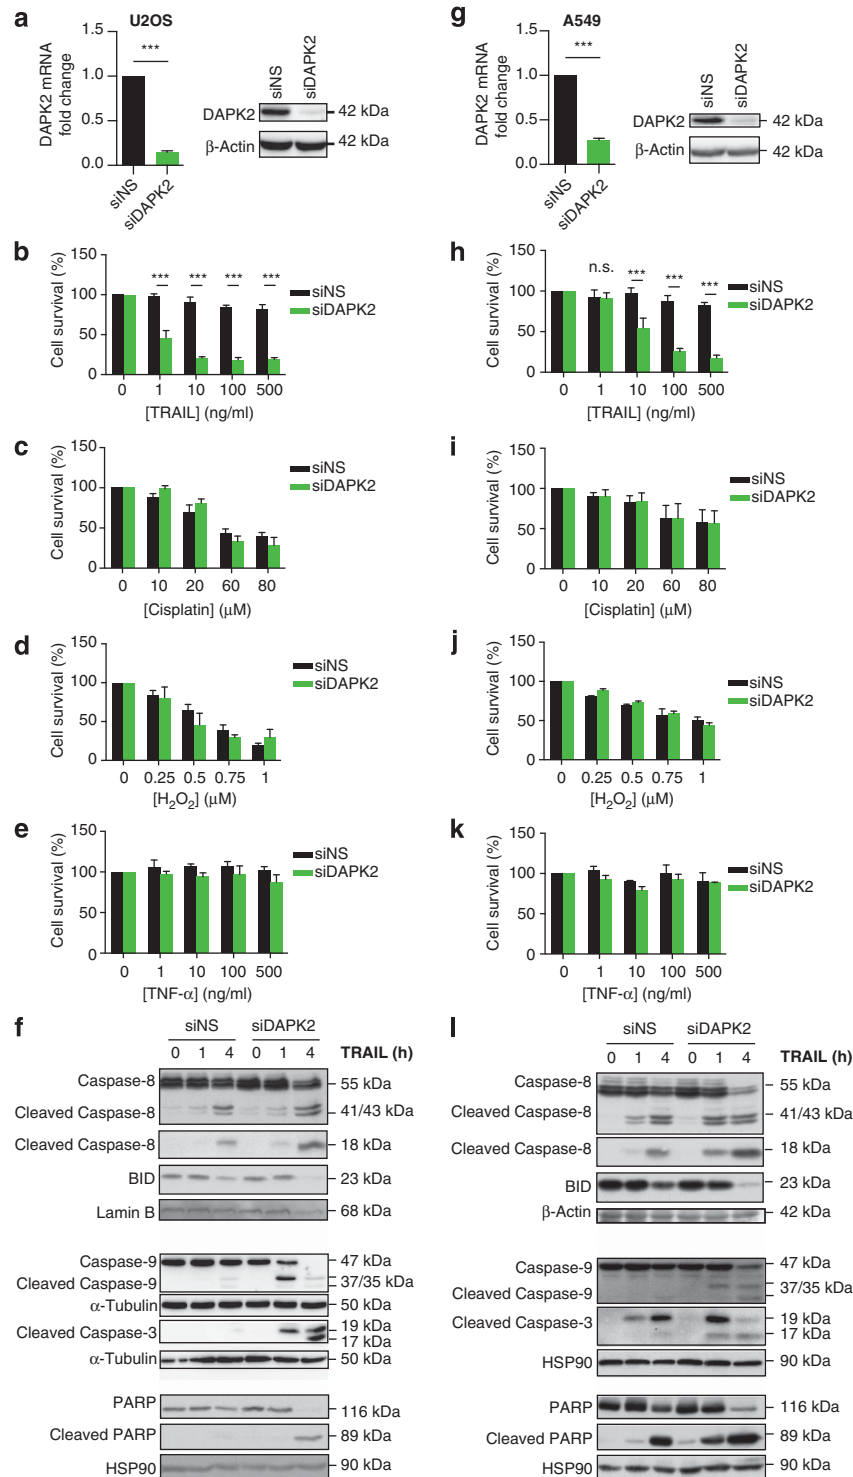 a
U2OS
DAPK2 mRNA
fold change
1.5
1.0
0.5
0.0
***
siNS
siDAPK2
siNS
siDAPK2
DAPK2
42 kDa
β-Actin
42 kDa
g
A549
DAPK2 mRNA
fold change
1.5
1.0
0.5
0.0
***
siNS
siDAPK2
siNS
siDAPK2
DAPK2
42 kDa
β-Actin
42 kDa
b
Cell survival (%)
150
100
50
0
*** *** *** ***
siNS
siDAPK2
0 1 10 100 500
[TRAIL] (ng/ml)
h
Cell survival (%)
150
100
50
0
n.s. *** *** ***
siNS
siDAPK2
0 1 10 100 500
[TRAIL] (ng/ml)
c
Cell survival (%)
150
100
50
0
siNS
siDAPK2
0 10 20 60 80
[Cisplatin] (μM)
i
Cell survival (%)
150
100
50
0
siNS
siDAPK2
0 10 20 60 80
[Cisplatin] (μM)
d
Cell survival (%)
150
100
50
0
siNS
siDAPK2
0 0.25 0.5 0.75 1
[H₂O₂] (μM)
j
Cell survival (%)
150
100
50
0
siNS
siDAPK2
0 0.25 0.5 0.75 1
[H₂O₂] (μM)
e
Cell survival (%)
150
100
50
0
siNS
siDAPK2
0 1 10 100 500
[TNF-α] (ng/ml)
k
Cell survival (%)
150
100
50
0
siNS
siDAPK2
0 1 10 100 500
[TNF-α] (ng/ml)
f
siNS siDAPK2
0 1 4 0 1 4 TRAIL (h)
Caspase-8 55 kDa
Cleaved Caspase-8 41/43 kDa
Cleaved Caspase-8 18 kDa
BID 23 kDa
Lamin B 68 kDa
Caspase-9 47 kDa
Cleaved Caspase-9 37/35 kDa
α-Tubulin 50 kDa
Cleaved Caspase-3 19 kDa
17 kDa
α-Tubulin 50 kDa
PARP 116 kDa
Cleaved PARP 89 kDa
HSP90 90 kDa
l
siNS siDAPK2
0 1 4 0 1 4 TRAIL (h)
Caspase-8 55 kDa
Cleaved Caspase-8 41/43 kDa
Cleaved Caspase-8 18 kDa
BID 23 kDa
β-Actin 42 kDa
Caspase-9 47 kDa
Cleaved Caspase-9 37/35 kDa
Cleaved Caspase-3 19 kDa
17 kDa
HSP90 90 kDa
PARP 116 kDa
Cleaved PARP 89 kDa
HSP90 90 kDa